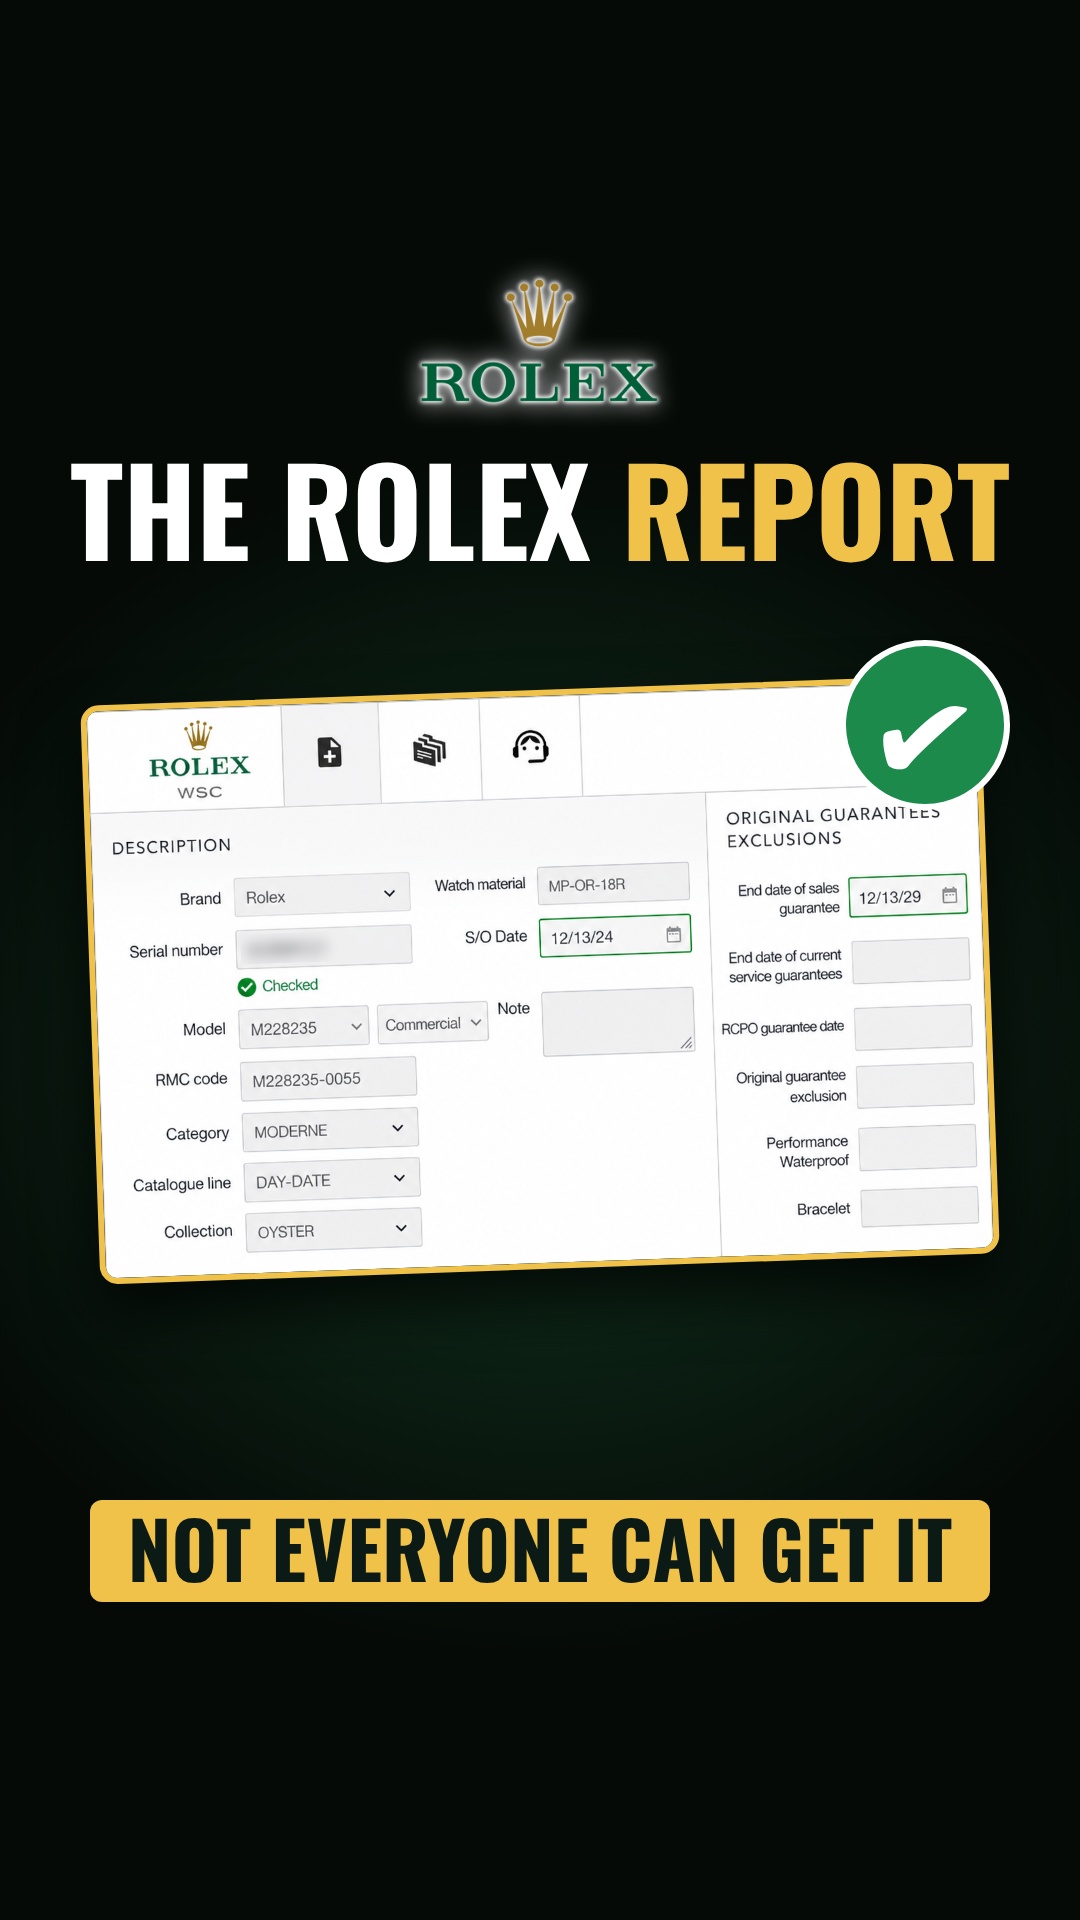 ROLEX
THE ROLEX REPORT
ROLEX
WSC
DESCRIPTION
Brand
Rolex
Serial number
Checked
Model
M228235
Commercial
RMC code
M228235-0055
Category
MODERNE
Catalogue line
DAY-DATE
Collection
OYSTER
Watch material
MP-OR-18R
S/O Date
12/13/24
Note
ORIGINAL GUARANTEES
EXCLUSIONS
End date of sales
guarantee
12/13/29
End date of current
service guarantees
RCPO guarantee date
Original guarantee
exclusion
Performance
Waterproof
Bracelet
NOT EVERYONE CAN GET IT